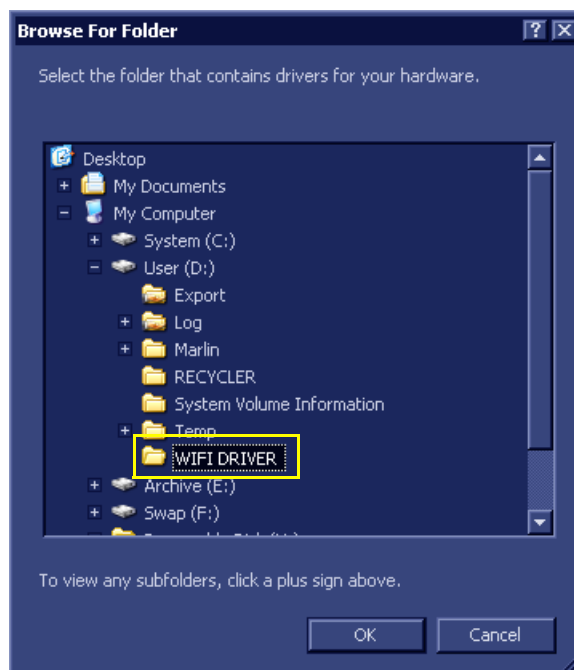 Browse For Folder
Select the folder that contains drivers for your hardware.
Desktop
My Documents
My Computer
System (C:)
User (D:)
Export
Log
Marlin
RECYCLER
System Volume Information
Temp
WIFI DRIVER
Archive (E:)
Swap (F:)
To view any subfolders, click a plus sign above.
OK Cancel